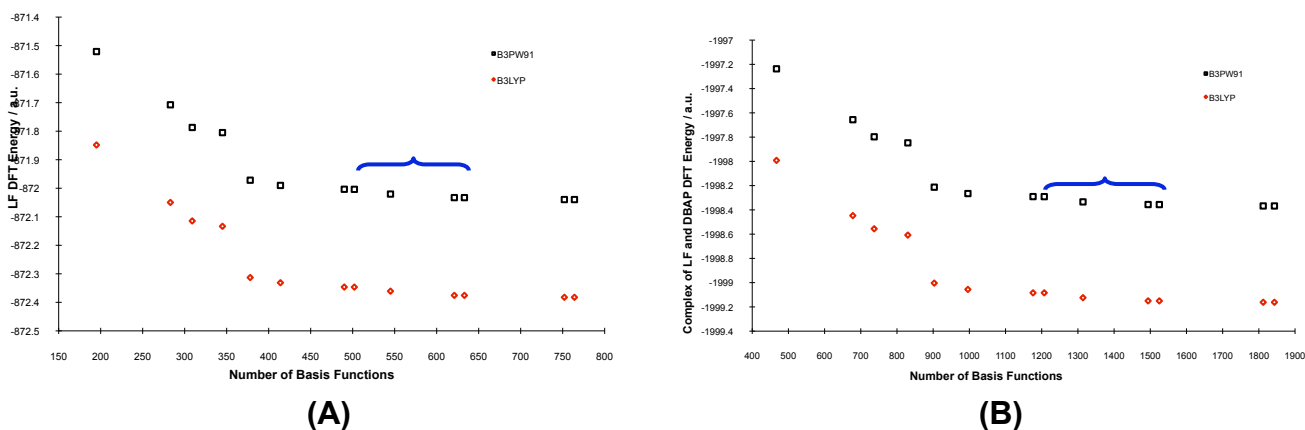 -871.4
-871.5
-871.6
-871.7
-871.8
-871.9
-872
-872.1
-872.2
-872.3
-872.4
-872.5
LF DFT Energy / a.u.
B3PW91
B3LYP
150 200 250 300 350 400 450 500 550 600 650 700 750 800
Number of Basis Functions
(A)
-1997
-1997.2
-1997.4
-1997.6
-1997.8
-1998
-1998.2
-1998.4
-1998.6
-1998.8
-1999
-1999.2
-1999.4
Complex of LF and DBAP DFT Energy / a.u.
B3PW91
B3LYP
400 500 600 700 800 900 1000 1100 1200 1300 1400 1500 1600 1700 1800 1900
Number of Basis Functions
(B)